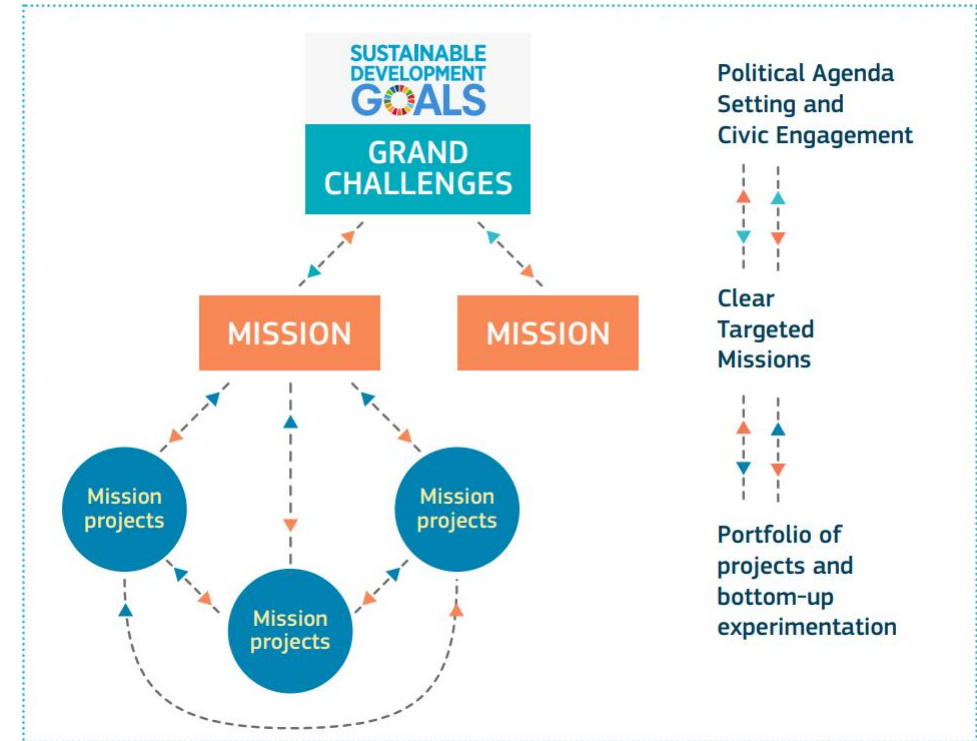 SUSTAINABLE
DEVELOPMENT
GOALS
GRAND
CHALLENGES
MISSION
MISSION
Mission
projects
Mission
projects
Mission
projects
Political Agenda
Setting and
Civic Engagement
Clear
Targeted
Missions
Portfolio of
projects and
bottom-up
experimentation